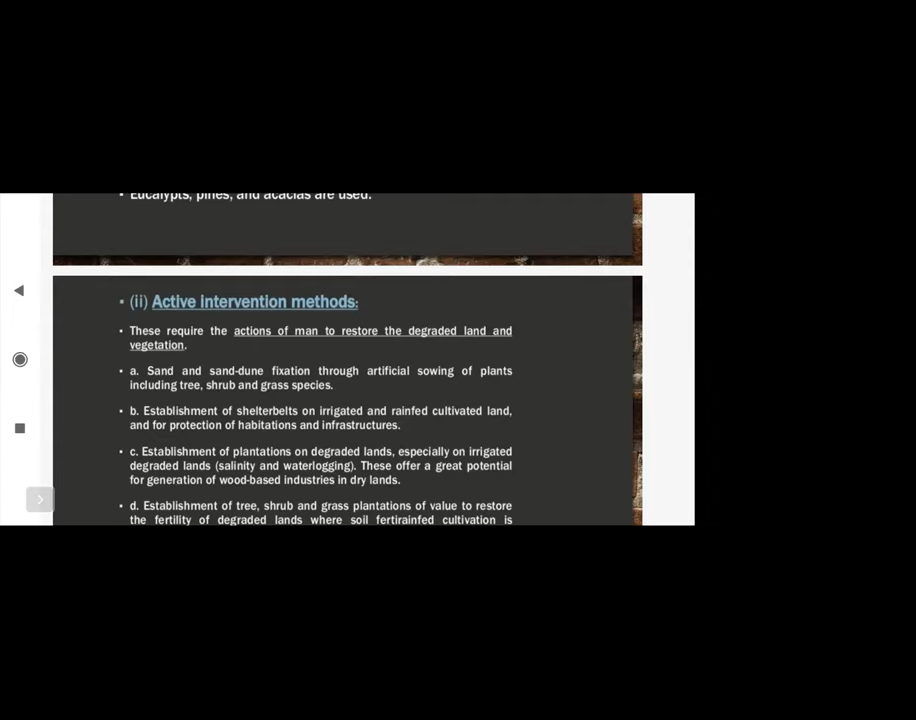 ▪ Eucalypts, pines, and acacias are used.
▪ (ii) Active intervention methods:
▪ These require the actions of man to restore the degraded land and
vegetation.
▪ a. Sand and sand-dune fixation through artificial sowing of plants
including tree, shrub and grass species.
▪ b. Establishment of shelterbelts on irrigated and rainfed cultivated land,
and for protection of habitations and infrastructures.
▪ c. Establishment of plantations on degraded lands, especially on irrigated
degraded lands (salinity and waterlogging). These offer a great potential
for generation of wood-based industries in dry lands.
▪ d. Establishment of tree, shrub and grass plantations of value to restore
the fertility of degraded lands where soil fertirainfed cultivation is